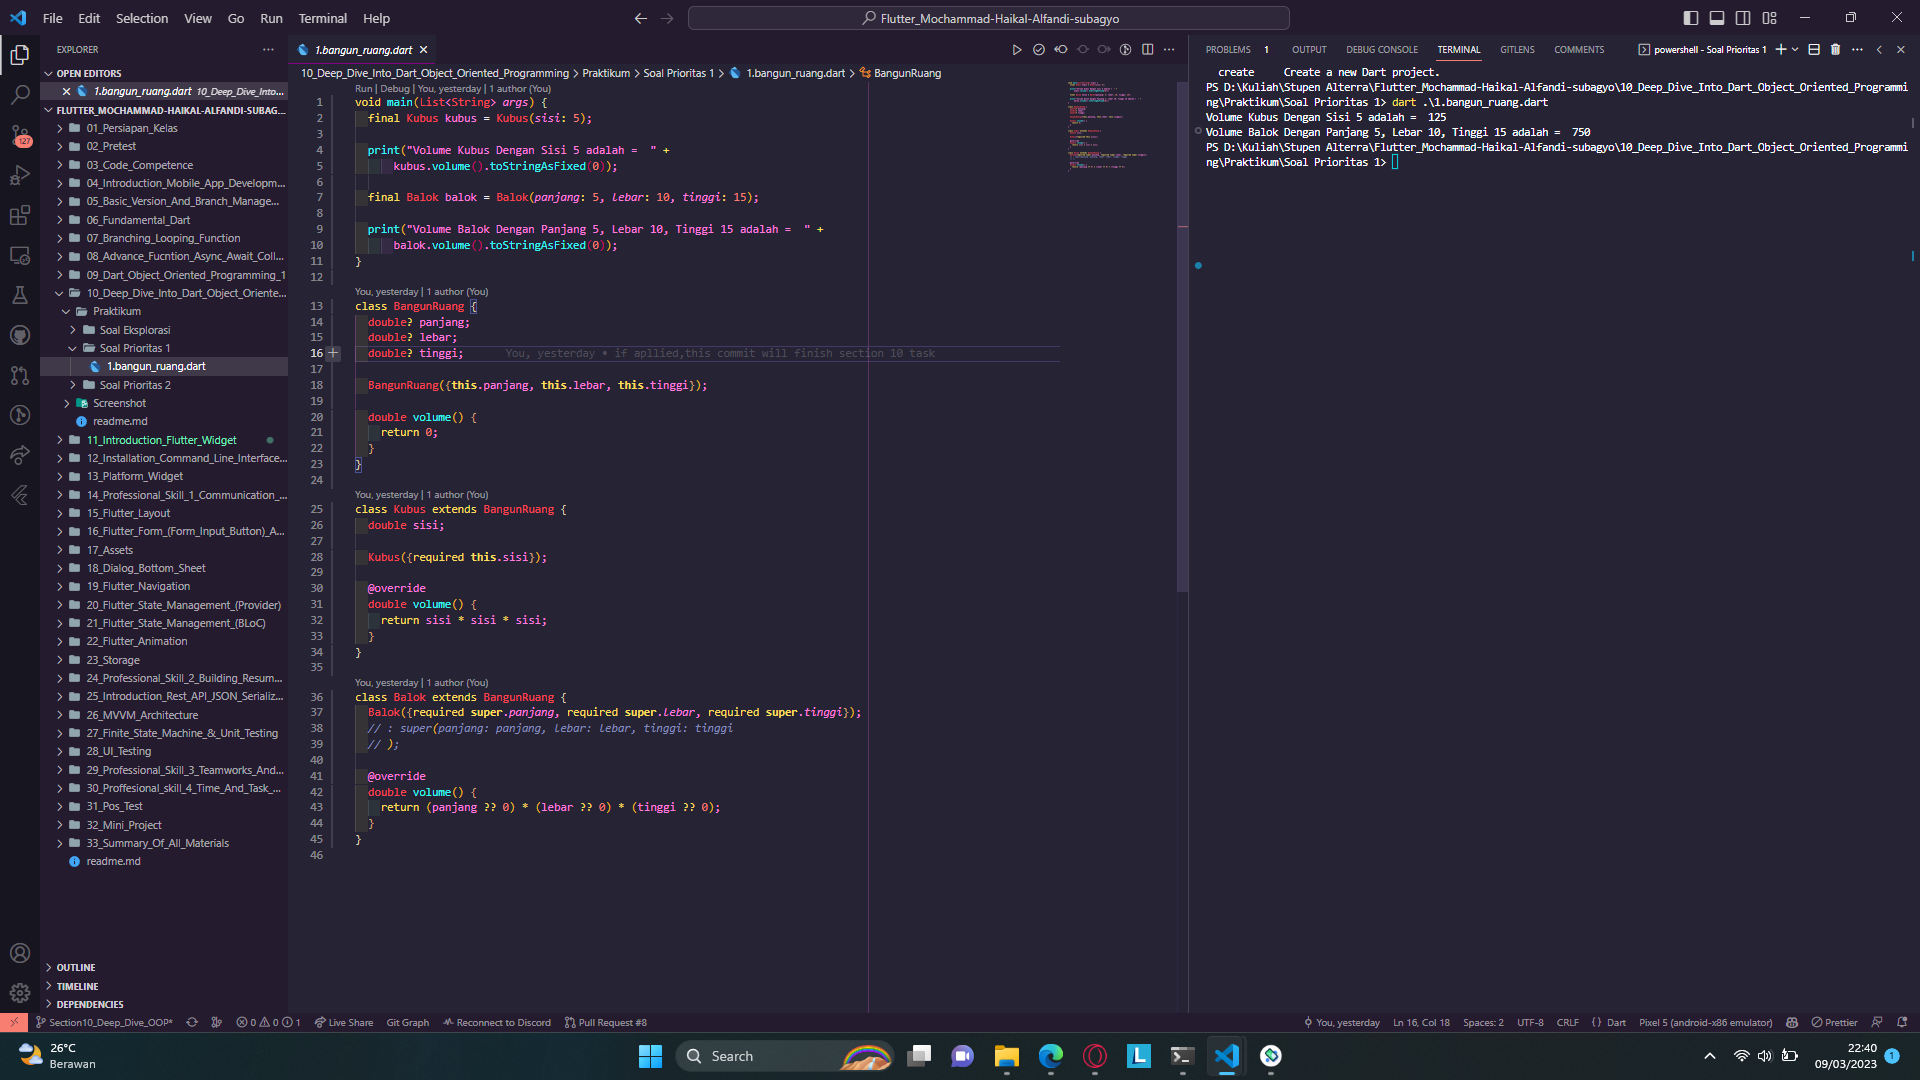 File Edit Selection View Go Run Terminal Help
Flutter_Mochammad-Haikal-Alfandi-subagyo
EXPLORER
OPEN EDITORS
1.bangun_ruang.dart 10_Deep_Dive_Into...
FLUTTER_MOCHAMMAD-HAIKAL-ALFANDI-SUBAG...
01_Persiapan_Kelas
02_Pretest
03_Code_Competence
04_Introduction_Mobile_App_Developm...
05_Basic_Version_And_Branch_Manage...
06_Fundamental_Dart
07_Branching_Looping_Function
08_Advance_Fucntion_Async_Await_Coll...
09_Dart_Object_Oriented_Programming_1
10_Deep_Dive_Into_Dart_Object_Oriente...
Praktikum
Soal Eksplorasi
Soal Prioritas 1
1.bangun_ruang.dart
Soal Prioritas 2
Screenshot
readme.md
11_Introduction_Flutter_Widget
12_Installation_Command_Line_Interface...
13_Platform_Widget
14_Professional_Skill_1_Communication_...
15_Flutter_Layout
16_Flutter_Form_(Form_Input_Button)_A...
17_Assets
18_Dialog_Bottom_Sheet
19_Flutter_Navigation
20_Flutter_State_Management_(Provider)
21_Flutter_State_Management_(BLoC)
22_Flutter_Animation
23_Storage
24_Professional_Skill_2_Building_Resum...
25_Introduction_Rest_API_JSON_Serializ...
26_MVVM_Architecture
27_Finite_State_Machine_&_Unit_Testing
28_UI_Testing
29_Professional_Skill_3_Teamworks_And...
30_Proffesional_skill_4_Time_And_Task_...
31_Pos_Test
32_Mini_Project
33_Summary_Of_All_Materials
readme.md
OUTLINE
TIMELINE
DEPENDENCIES
127
1.bangun_ruang.dart
10_Deep_Dive_Into_Dart_Object_Oriented_Programming > Praktikum > Soal Prioritas 1 > 1.bangun_ruang.dart > BangunRuang
Run | Debug | You, yesterday | 1 author (You)
1 void main(List<String> args) {
2 final Kubus kubus = Kubus(sisi: 5);
3
4 print("Volume Kubus Dengan Sisi 5 adalah =  " +
5 kubus.volume().toStringAsFixed(0));
6
7 final Balok balok = Balok(panjang: 5, lebar: 10, tinggi: 15);
8
9 print("Volume Balok Dengan Panjang 5, Lebar 10, Tinggi 15 adalah =  " +
10 balok.volume().toStringAsFixed(0));
11 }
12
You, yesterday | 1 author (You)
13 class BangunRuang {
14 double? panjang;
15 double? lebar;
16 double? tinggi; You, yesterday • if apllied,this commit will finish section 10 task
17
18 BangunRuang({this.panjang, this.lebar, this.tinggi});
19
20 double volume() {
21 return 0;
22 }
23 }
24
You, yesterday | 1 author (You)
25 class Kubus extends BangunRuang {
26 double sisi;
27
28 Kubus({required this.sisi});
29
30 @override
31 double volume() {
32 return sisi * sisi * sisi;
33 }
34 }
35
You, yesterday | 1 author (You)
36 class Balok extends BangunRuang {
37 Balok({required super.panjang, required super.lebar, required super.tinggi});
38 // : super(panjang: panjang, lebar: lebar, tinggi: tinggi
39 // );
40
41 @override
42 double volume() {
43 return (panjang ?? 0) * (lebar ?? 0) * (tinggi ?? 0);
44 }
45 }
46
PROBLEMS 1 OUTPUT DEBUG CONSOLE TERMINAL GITLENS COMMENTS powershell - Soal Prioritas 1
create Create a new Dart project.
PS D:\Kuliah\Stupen Alterra\Flutter_Mochammad-Haikal-Alfandi-subagyo\10_Deep_Dive_Into_Dart_Object_Oriented_Programmi
ng\Praktikum\Soal Prioritas 1> dart .\1.bangun_ruang.dart
Volume Kubus Dengan Sisi 5 adalah =  125
Volume Balok Dengan Panjang 5, Lebar 10, Tinggi 15 adalah =  750
PS D:\Kuliah\Stupen Alterra\Flutter_Mochammad-Haikal-Alfandi-subagyo\10_Deep_Dive_Into_Dart_Object_Oriented_Programmi
ng\Praktikum\Soal Prioritas 1>
Section10_Deep_Dive_OOP* 0 0 1 Live Share Git Graph Reconnect to Discord Pull Request #8 You, yesterday Ln 16, Col 18 Spaces: 2 UTF-8 CRLF { } Dart Pixel 5 (android-x86 emulator) Prettier
26°C
Berawan
Search
L
22:40
09/03/2023
1